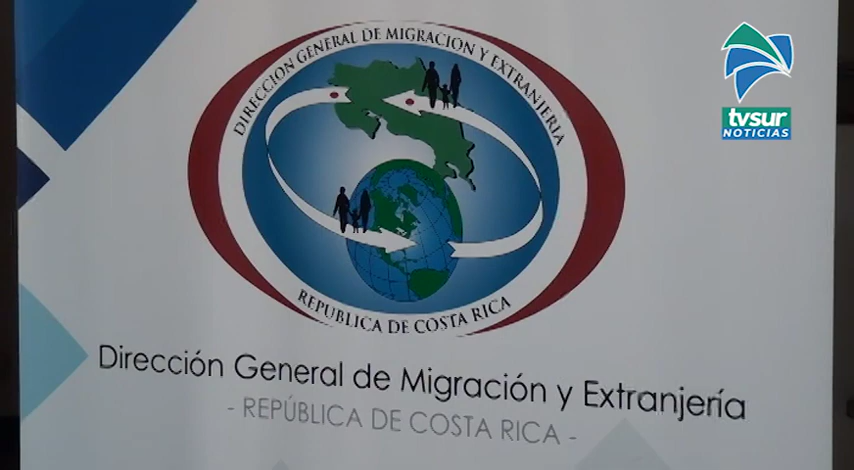 tvsur
NOTICIAS
DIRECCION GENERAL DE MIGRACION Y EXTRANJERIA
REPUBLICA DE COSTA RICA
Dirección General de Migración y Extranjería
- REPÚBLICA DE COSTA RICA -